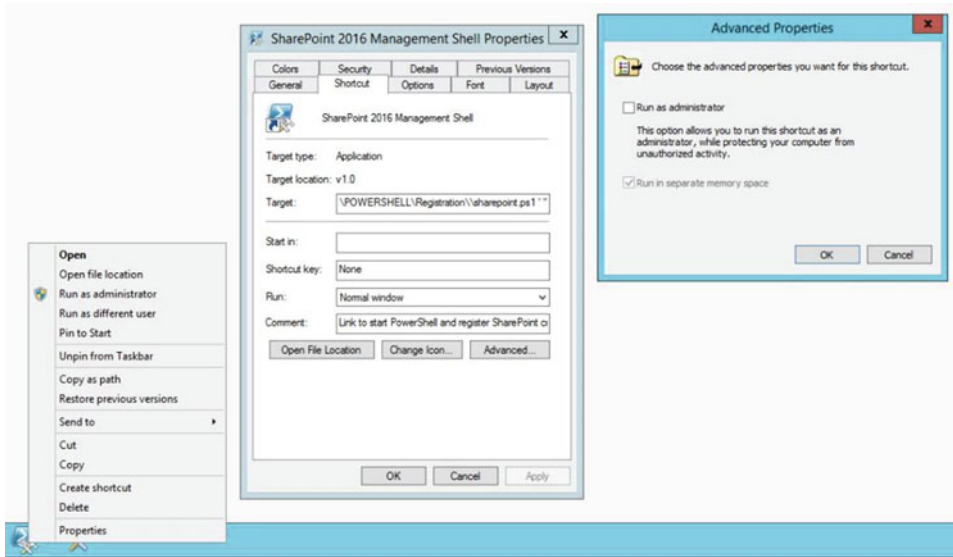 SharePoint 2016 Management Shell Properties
x
Colors Security Details Previous Versions
General Shortcut Options Font Layout
SharePoint 2016 Management Shell
Target type: Application
Target location: v1.0
Target: \POWERSHELL\Registration\\sharepoint.ps1 ' "
Start in:
Shortcut key: None
Run: Normal window
Comment: Link to start PowerShell and register SharePoint
Open File Location Change Icon... Advanced...
OK Cancel Apply
Advanced Properties
x
Choose the advanced properties you want for this shortcut.
Run as administrator
This option allows you to run this shortcut as an
administrator, while protecting your computer from
unauthorized activity.
Run in separate memory space
OK Cancel
Open
Open file location
Run as administrator
Run as different user
Pin to Start
Unpin from Taskbar
Copy as path
Restore previous versions
Send to
Cut
Copy
Create shortcut
Delete
Properties